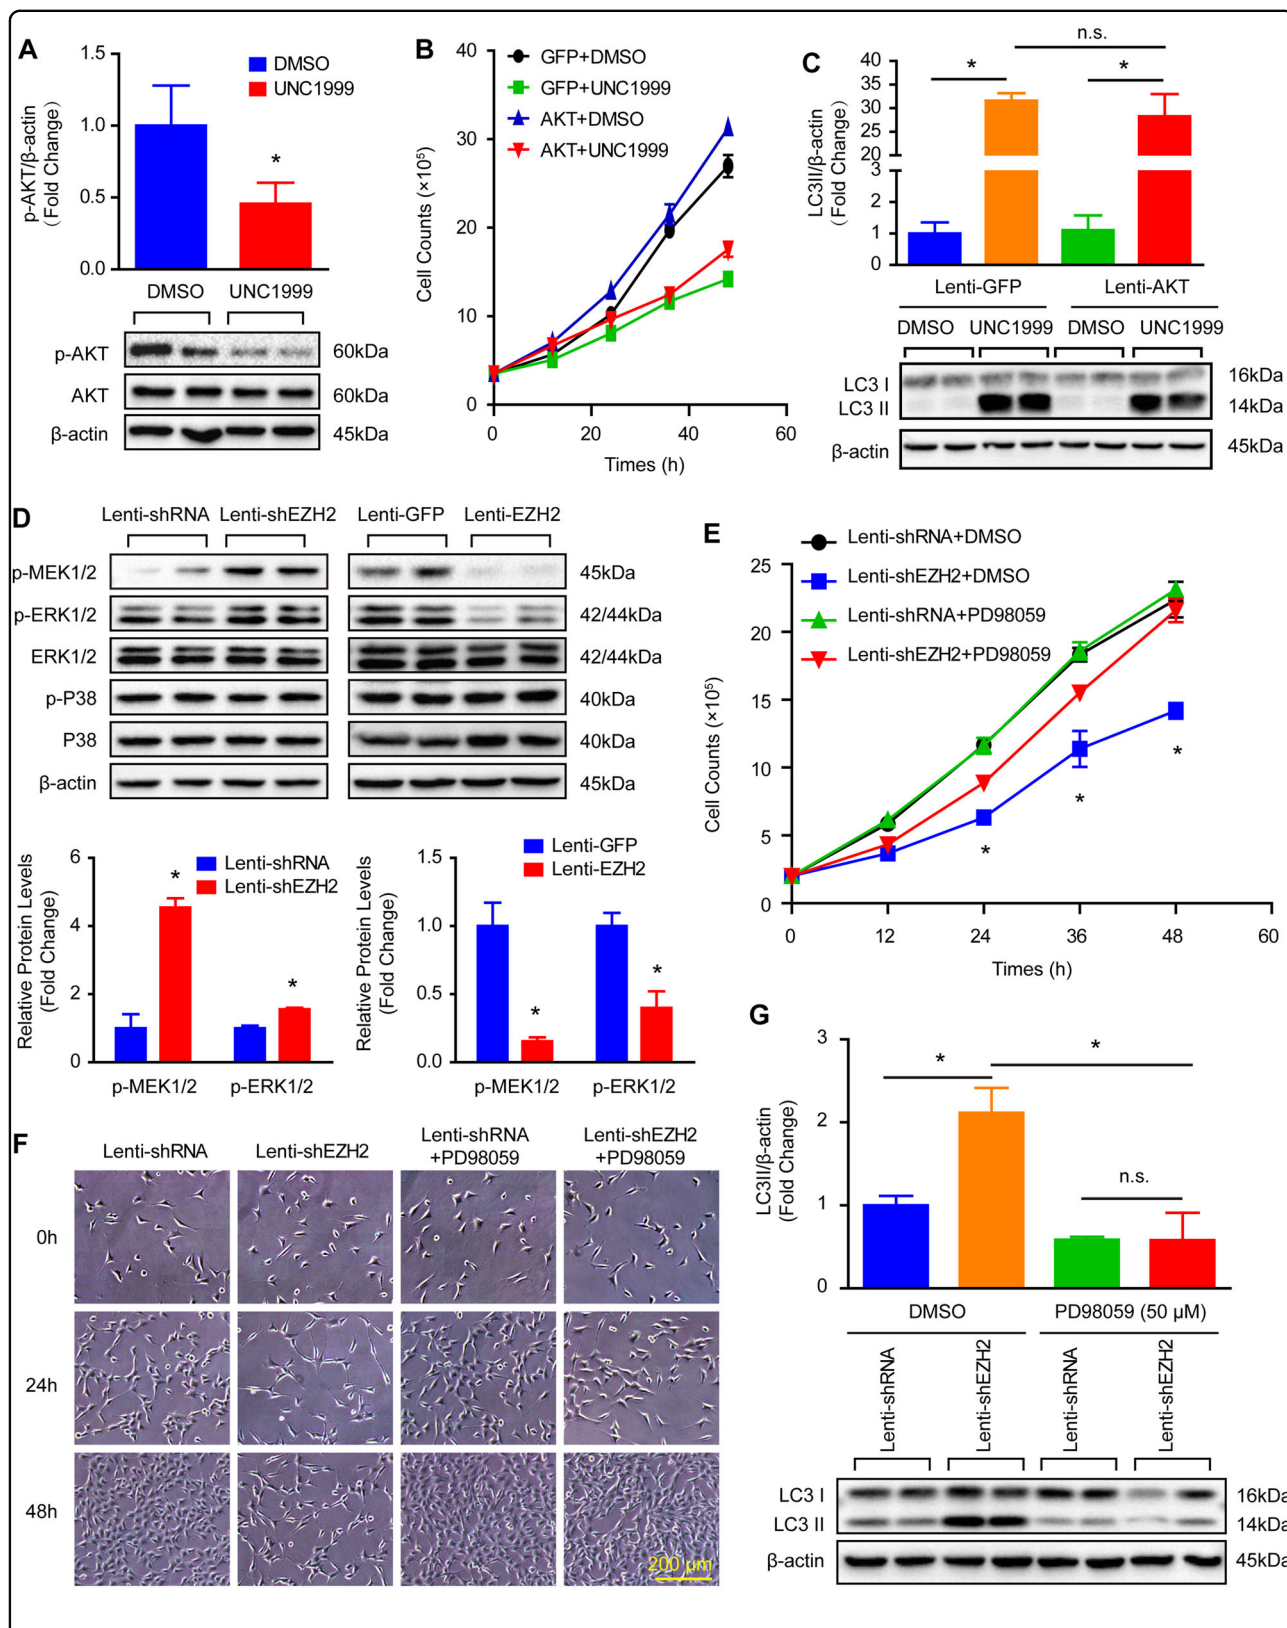 A
1.5
1.0
0.5
0.0
p-AKT/β-actin
(Fold Change)
DMSO
UNC1999
*
DMSO UNC1999
p-AKT 60kDa
AKT 60kDa
β-actin 45kDa
B
GFP+DMSO
GFP+UNC1999
AKT+DMSO
AKT+UNC1999
40
30
20
10
0
Cell Counts (×10⁵)
0 20 40 60
Times (h)
C
n.s.
* *
40
35
30
25
20
3
2
1
0
LC3II/β-actin
(Fold Change)
Lenti-GFP Lenti-AKT
DMSO UNC1999 DMSO UNC1999
LC3 I 16kDa
LC3 II 14kDa
β-actin 45kDa
D
Lenti-shRNA Lenti-shEZH2 Lenti-GFP Lenti-EZH2
p-MEK1/2 45kDa
p-ERK1/2 42/44kDa
ERK1/2 42/44kDa
p-P38 40kDa
P38 40kDa
β-actin 45kDa
6
4
2
0
Relative Protein Levels
(Fold Change)
Lenti-shRNA
Lenti-shEZH2
* *
p-MEK1/2 p-ERK1/2
1.5
1.0
0.5
0.0
Relative Protein Levels
(Fold Change)
Lenti-GFP
Lenti-EZH2
* *
p-MEK1/2 p-ERK1/2
E
Lenti-shRNA+DMSO
Lenti-shEZH2+DMSO
Lenti-shRNA+PD98059
Lenti-shEZH2+PD98059
25
20
15
10
5
0
Cell Counts (×10⁵)
* * *
0 12 24 36 48 60
Times (h)
F
Lenti-shRNA Lenti-shEZH2 Lenti-shRNA +PD98059 Lenti-shEZH2 +PD98059
0h
24h
48h
200 μm
G
3
2
1
0
LC3II/β-actin
(Fold Change)
* *
n.s.
DMSO PD98059 (50 μM)
Lenti-shRNA Lenti-shEZH2 Lenti-shRNA Lenti-shEZH2
LC3 I 16kDa
LC3 II 14kDa
β-actin 45kDa